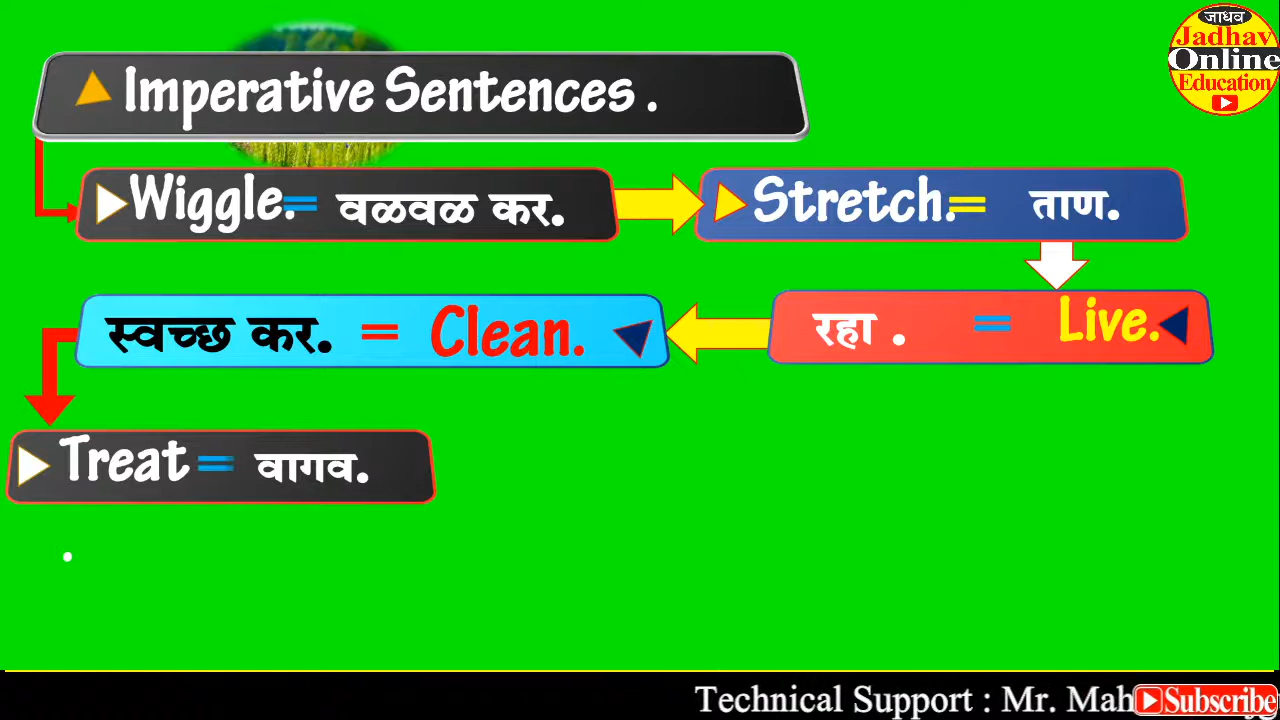 जाधव
Jadhav
Online
Education
Imperative Sentences .
Wiggle. = वळवळ कर.
Stretch. = ताण.
रहा . = Live.
स्वच्छ कर. = Clean.
Treat = वागव.
.
Technical Support : Mr.
Subscribe